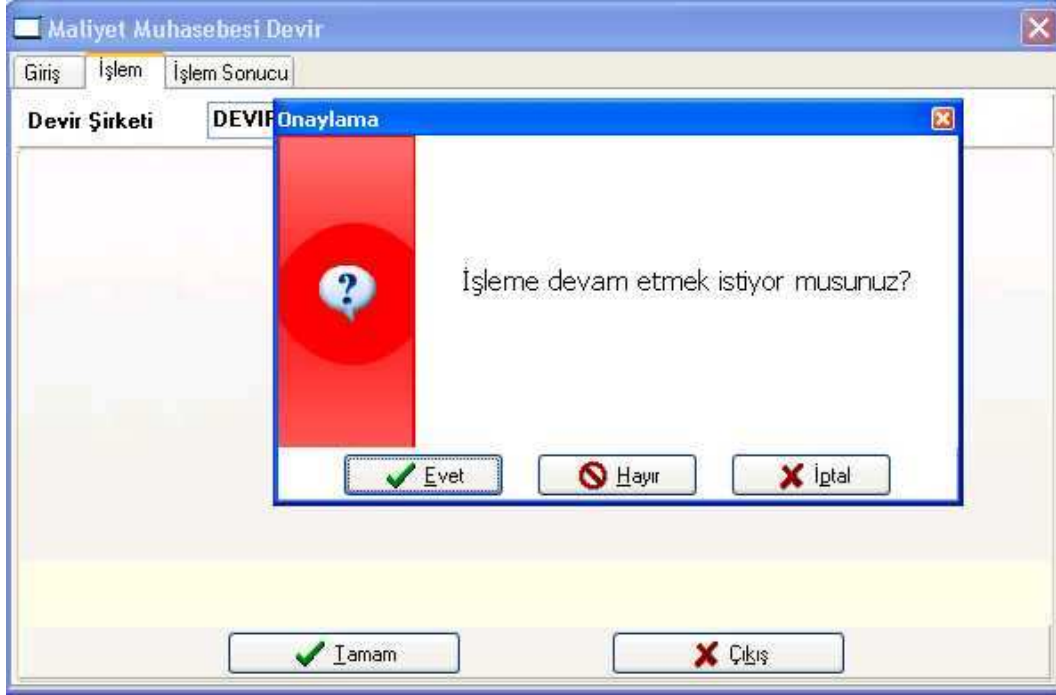 Maliyet Muhasebesi Devir
Giriş İşlem İşlem Sonucu
Devir Şirketi
Onaylama
İşleme devam etmek istiyor musunuz?
Evet Hayır İptal
Tamam Çıkış